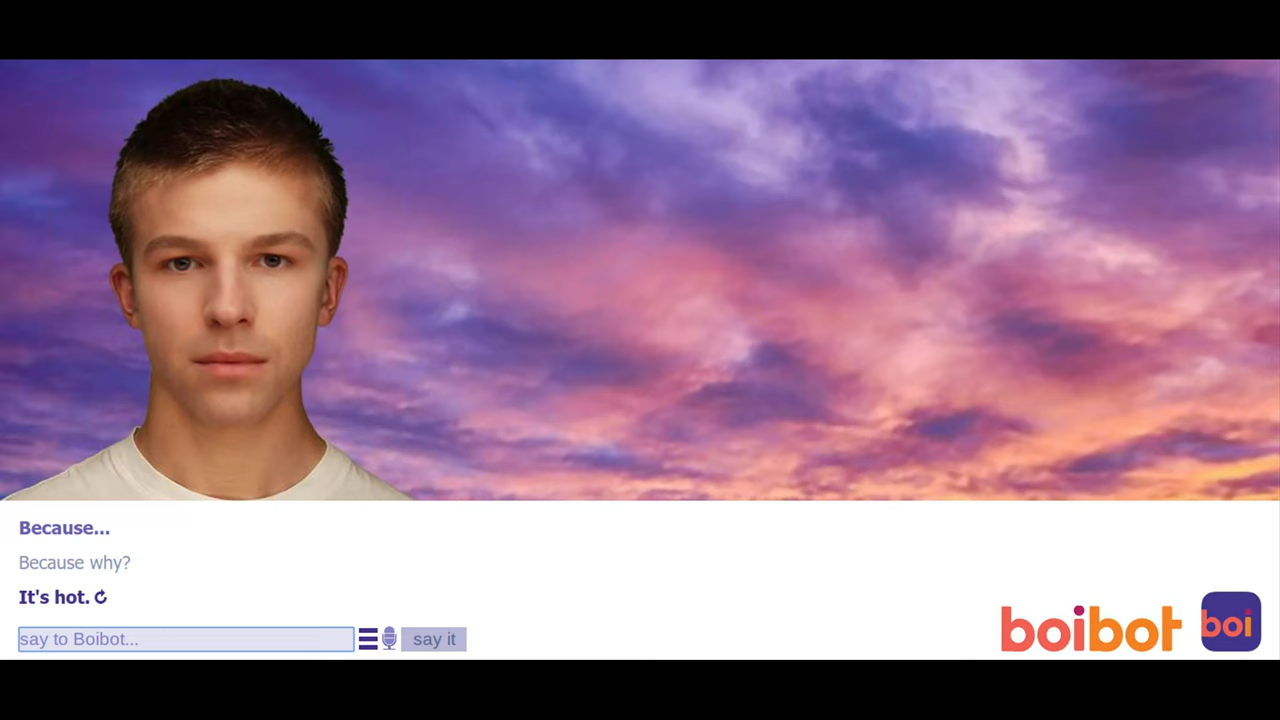 Because...
Because why?
It's hot.
say to Boibot...
say it
boibot
boi